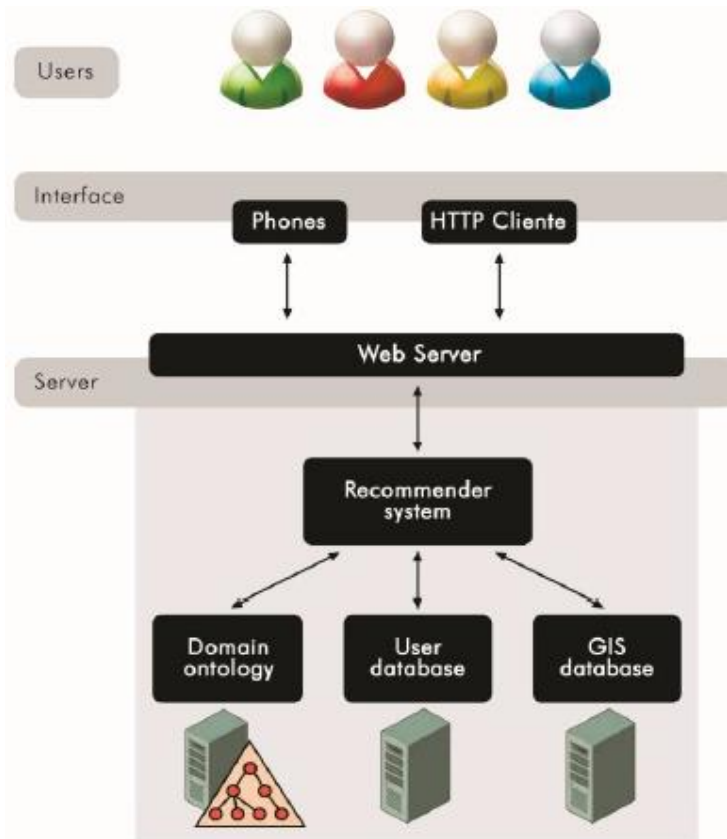 Users
Interface
Phones
HTTP Cliente
Web Server
Server
Recommender
system
Domain
ontology
User
database
GIS
database